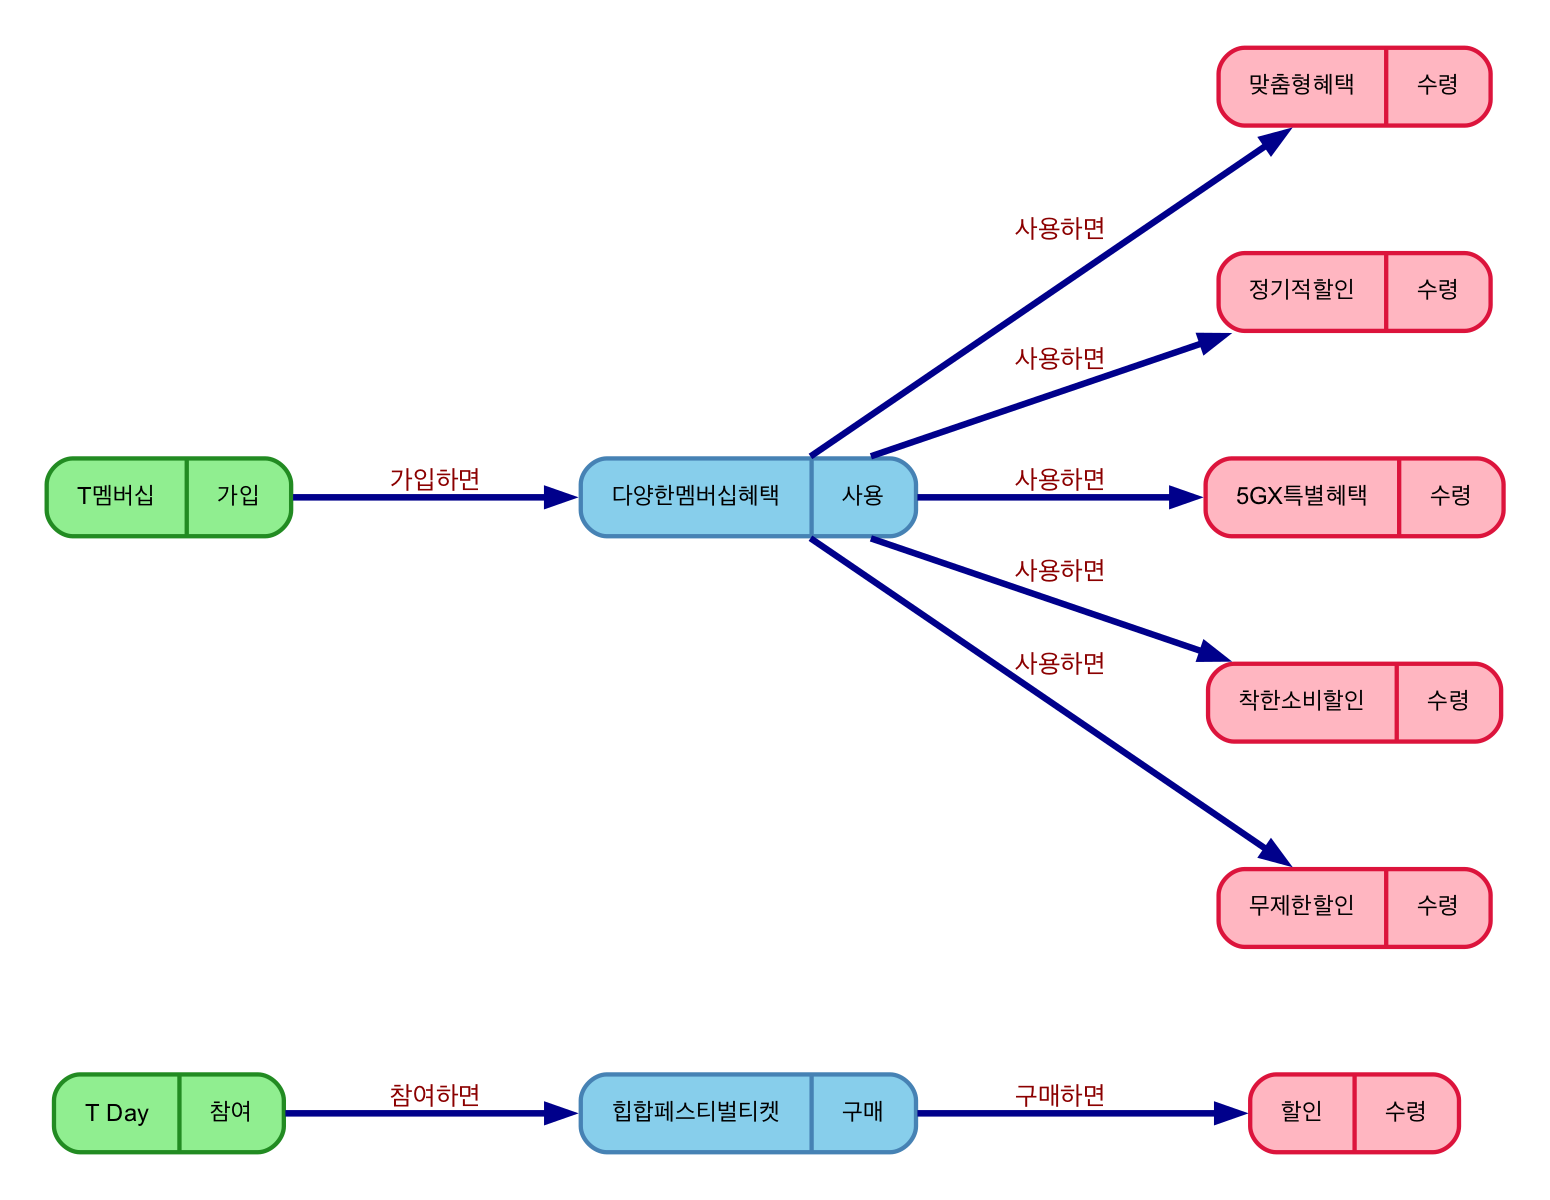 맞춤형혜택 수령
사용하면
정기적할인 수령
사용하면
T멤버십 가입
가입하면
다양한멤버십혜택 사용
사용하면
5GX특별혜택 수령
사용하면
사용하면
착한소비할인 수령
무제한할인 수령
T Day 참여
참여하면
힙합페스티벌티켓 구매
구매하면
할인 수령